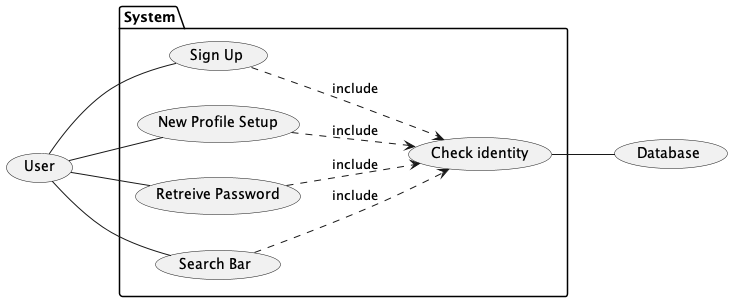 System
Sign Up
include
New Profile Setup
include
Check identity
Database
User
include
Retreive Password
include
Search Bar